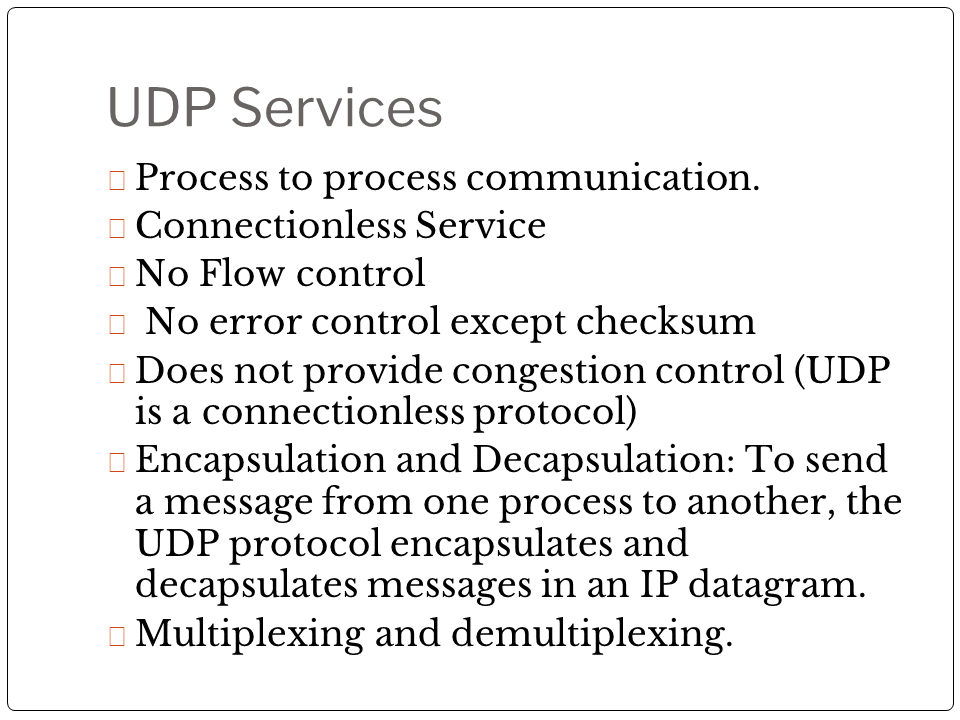 UDP Services
Process to process communication.
Connectionless Service
No Flow control
No error control except checksum
Does not provide congestion control (UDP
is a connectionless protocol)
Encapsulation and Decapsulation: To send
a message from one process to another, the
UDP protocol encapsulates and
decapsulates messages in an IP datagram.
Multiplexing and demultiplexing.